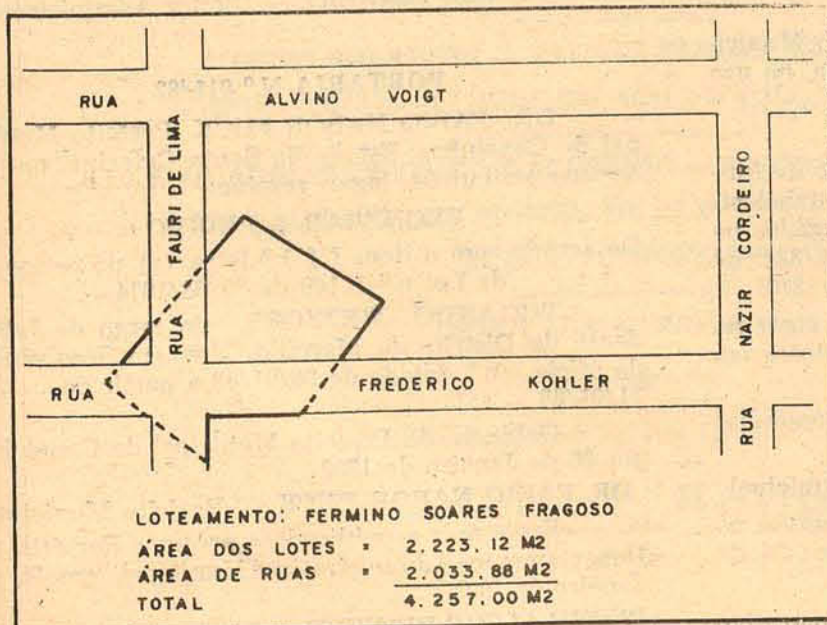 RUA ALVINO VOIGT
RUA FAURI DE LIMA
RUA NAZIR CORDEIRO
RUA FREDERICO KOHLER
LOTEAMENTO: FERMINO SOARES FRAGOSO
ÁREA DOS LOTES = 2.223,12 M2
ÁREA DE RUAS = 2.033,88 M2
TOTAL 4.257,00 M2